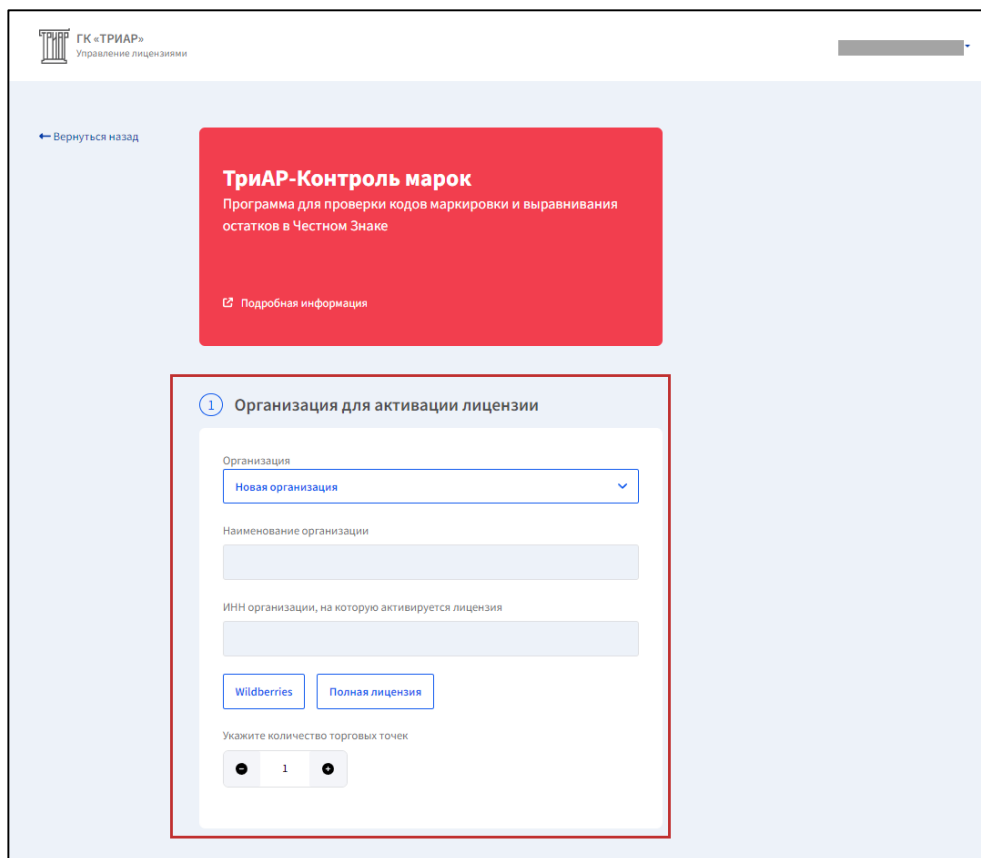 ТРИАР
ГК «ТРИАР»
Управление лицензиями
Вернуться назад
ТриАР-Контроль марок
Программа для проверки кодов маркировки и выравнивания
остатков в Честном Знаке
Подробная информация
1 Организация для активации лицензии
Организация
Новая организация
Наименование организации
ИНН организации, на которую активируется лицензия
Wildberries Полная лицензия
Укажите количество торговых точек
1